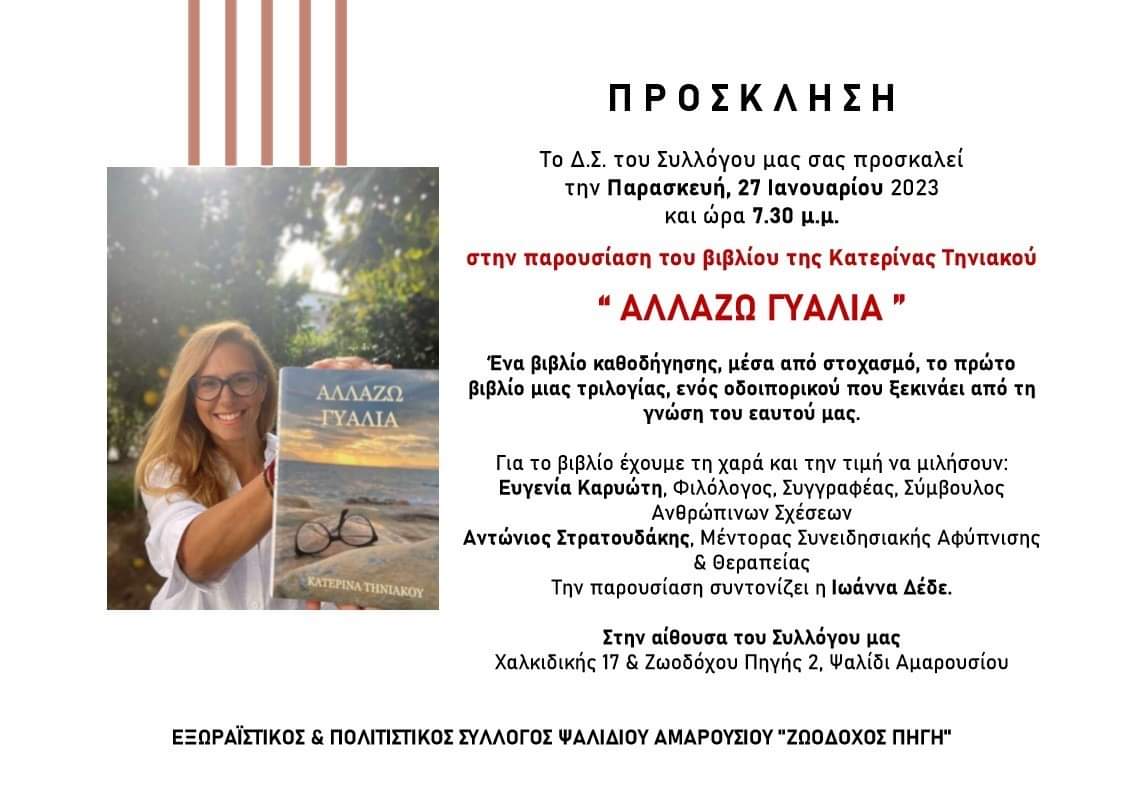 ΠΡΟΣΚΛΗΣΗ
Το Δ.Σ. του Συλλόγου μας σας προσκαλεί
την Παρασκευή, 27 Ιανουαρίου 2023
και ώρα 7.30 μ.μ.
στην παρουσίαση του βιβλίου της Κατερίνας Τηνιακού
“ ΑΛΛΑΖΩ ΓΥΑΛΙΑ ”
Ένα βιβλίο καθοδήγησης, μέσα από στοχασμό, το πρώτο
βιβλίο μιας τριλογίας, ενός οδοιπορικού που ξεκινάει από τη
γνώση του εαυτού μας.
Για το βιβλίο έχουμε τη χαρά και την τιμή να μιλήσουν:
Ευγενία Καρυώτη, Φιλόλογος, Συγγραφέας, Σύμβουλος
Ανθρώπινων Σχέσεων
Αντώνιος Στρατουδάκης, Μέντορας Συνειδησιακής Αφύπνισης
& Θεραπείας
Την παρουσίαση συντονίζει η Ιωάννα Δέδε.
Στην αίθουσα του Συλλόγου μας
Χαλκιδικής 17 & Ζωοδόχου Πηγής 2, Ψαλίδι Αμαρουσίου
ΑΛΛΑΖΩ
ΓΥΑΛΙΑ
ΚΑΤΕΡΙΝΑ ΤΗΝΙΑΚΟΥ
ΕΞΩΡΑΪΣΤΙΚΟΣ & ΠΟΛΙΤΙΣΤΙΚΟΣ ΣΥΛΛΟΓΟΣ ΨΑΛΙΔΙΟΥ ΑΜΑΡΟΥΣΙΟΥ "ΖΩΟΔΟΧΟΣ ΠΗΓΗ"